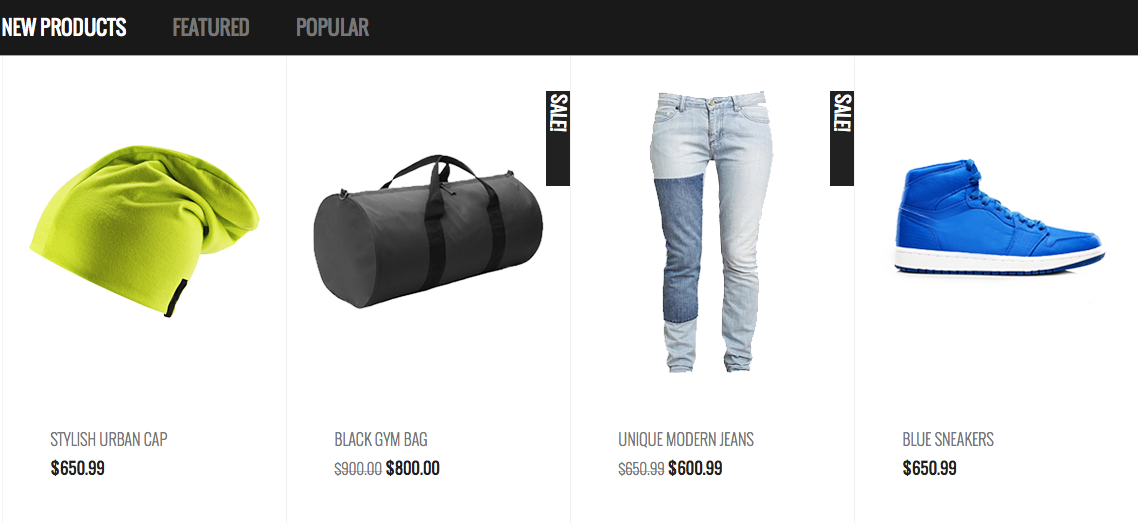 NEW PRODUCTS FEATURED POPULAR
SALE!
SALE!
STYLISH URBAN CAP
$650.99
BLACK GYM BAG
$900.00 $800.00
UNIQUE MODERN JEANS
$650.99 $600.99
BLUE SNEAKERS
$650.99